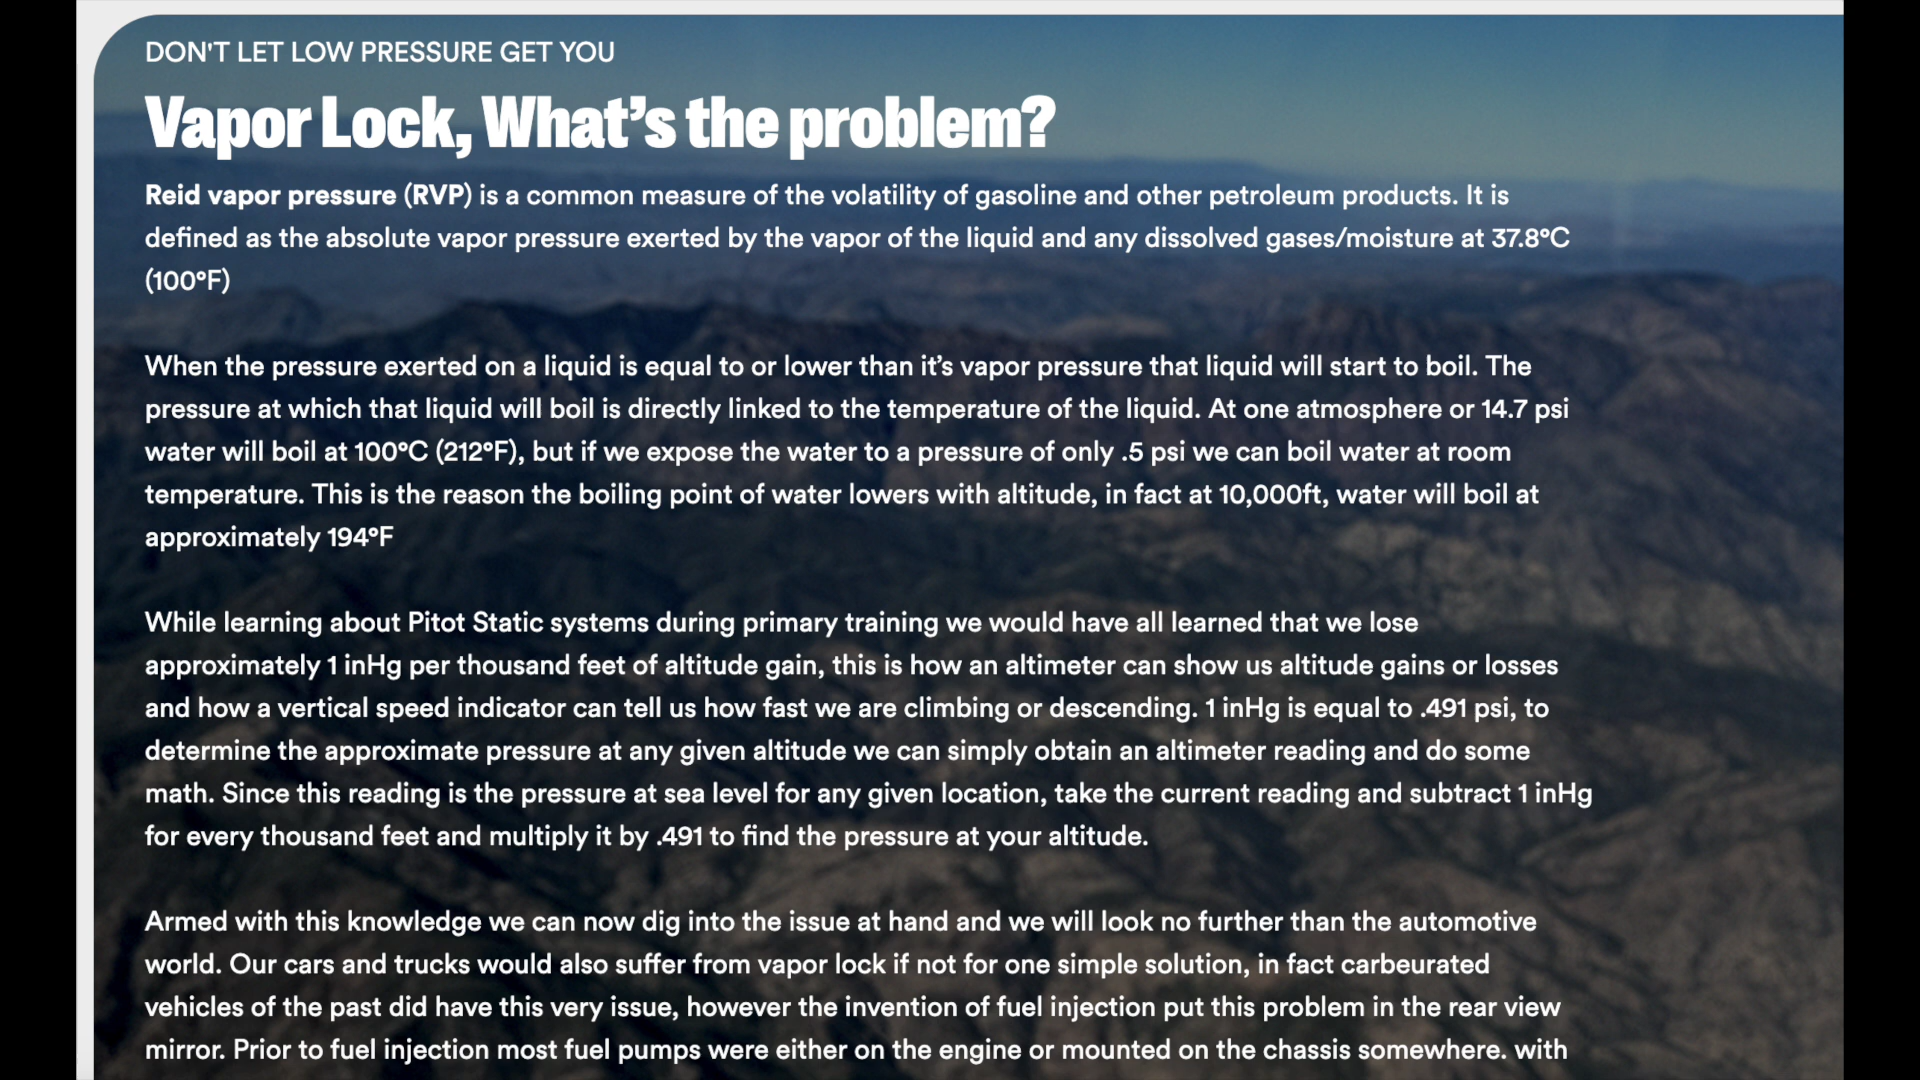 DON'T LET LOW PRESSURE GET YOU
Vapor Lock, What's the problem?
Reid vapor pressure (RVP) is a common measure of the volatility of gasoline and other petroleum products. It is
defined as the absolute vapor pressure exerted by the vapor of the liquid and any dissolved gases/moisture at 37.8°C
(100°F)
When the pressure exerted on a liquid is equal to or lower than it's vapor pressure that liquid will start to boil. The
pressure at which that liquid will boil is directly linked to the temperature of the liquid. At one atmosphere or 14.7 psi
water will boil at 100°C (212°F), but if we expose the water to a pressure of only .5 psi we can boil water at room
temperature. This is the reason the boiling point of water lowers with altitude, in fact at 10,000ft, water will boil at
approximately 194°F
While learning about Pitot Static systems during primary training we would have all learned that we lose
approximately 1 inHg per thousand feet of altitude gain, this is how an altimeter can show us altitude gains or losses
and how a vertical speed indicator can tell us how fast we are climbing or descending. 1 inHg is equal to .491 psi, to
determine the approximate pressure at any given altitude we can simply obtain an altimeter reading and do some
math. Since this reading is the pressure at sea level for any given location, take the current reading and subtract 1 inHg
for every thousand feet and multiply it by .491 to find the pressure at your altitude.
Armed with this knowledge we can now dig into the issue at hand and we will look no further than the automotive
world. Our cars and trucks would also suffer from vapor lock if not for one simple solution, in fact carbeurated
vehicles of the past did have this very issue, however the invention of fuel injection put this problem in the rear view
mirror. Prior to fuel injection most fuel pumps were either on the engine or mounted on the chassis somewhere. with